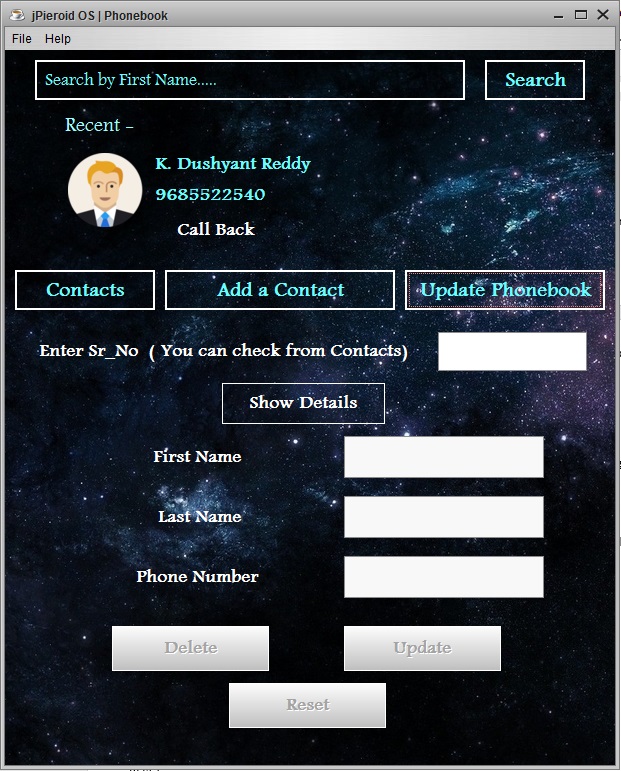 jPieroid OS | Phonebook
File Help
Search by First Name..... Search
Recent -
K. Dushyant Reddy
9685522540
Call Back
Contacts Add a Contact Update Phonebook
Enter Sr_No ( You can check from Contacts)
Show Details
First Name
Last Name
Phone Number
Delete Update
Reset